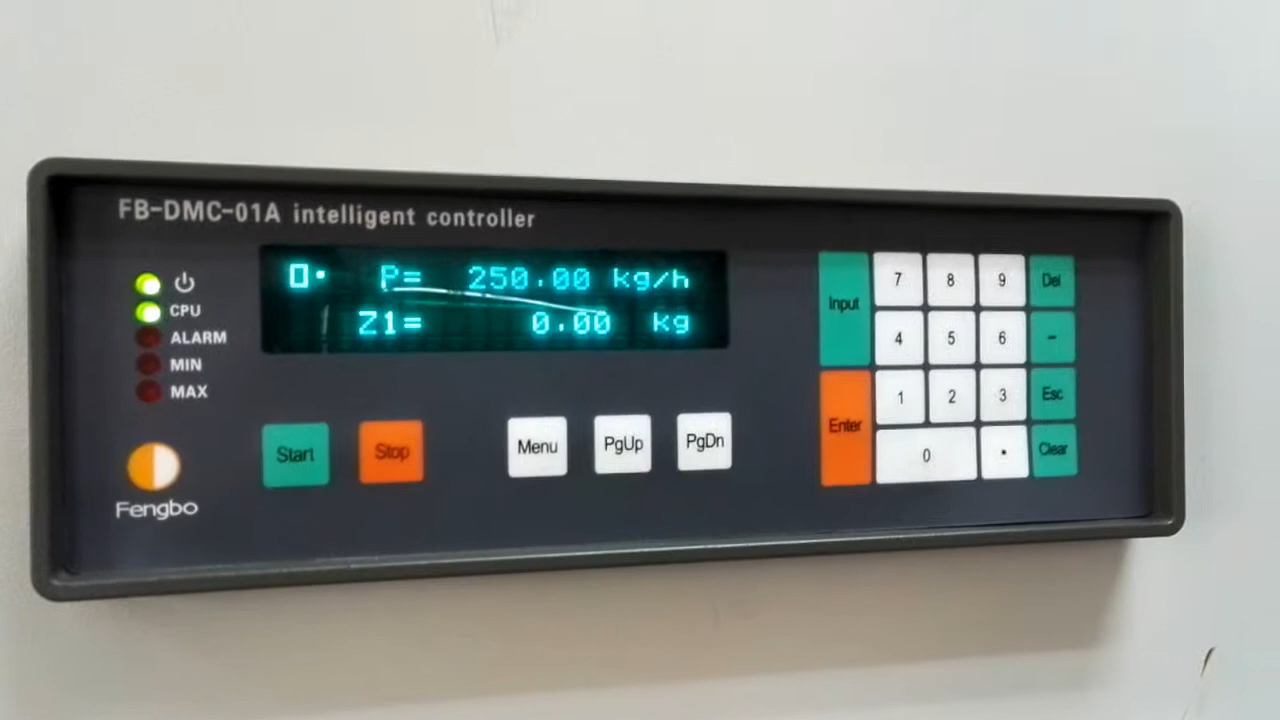 FB-DMC-01A intelligent controller
CPU
ALARM
MIN
MAX
Fengbo
0• P= 250.00 kg/h
Z1= 0.00 kg
Start
Stop
Menu
PgUp
PgDn
Input
Enter
7 8 9 Del
4 5 6 -
1 2 3 Esc
0 . Clear